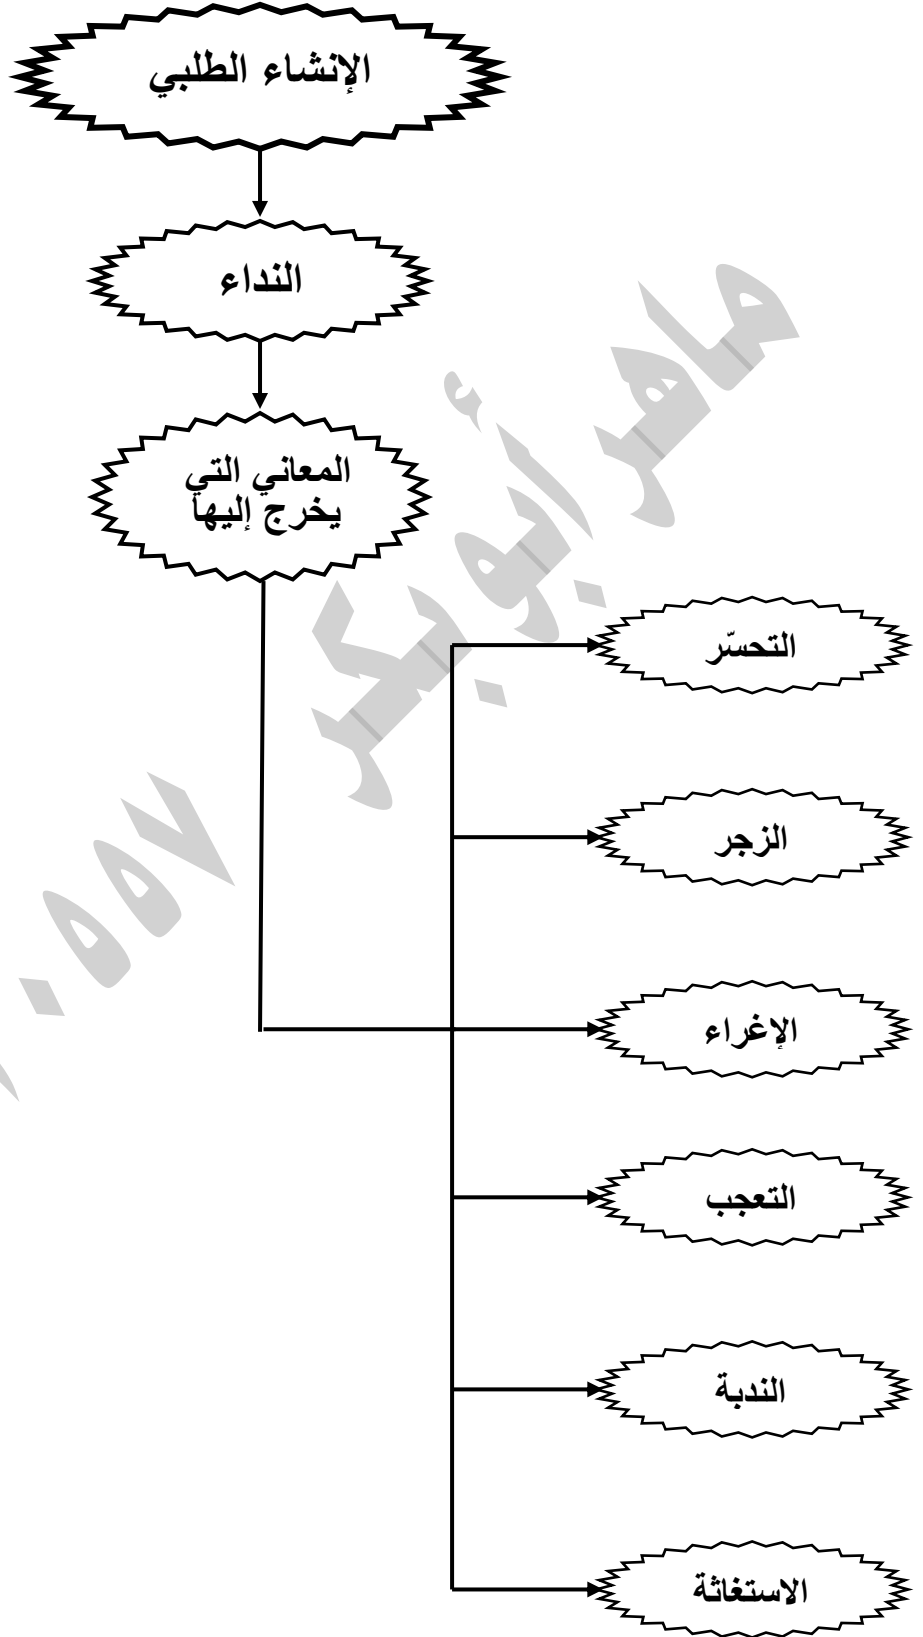 الإنشاء الطلبي
النداء
المعاني التي
يخرج إليها
التحسّر
الزجر
الإغراء
التعجب
الندبة
الاستغاثة
ماهر أبو بكر